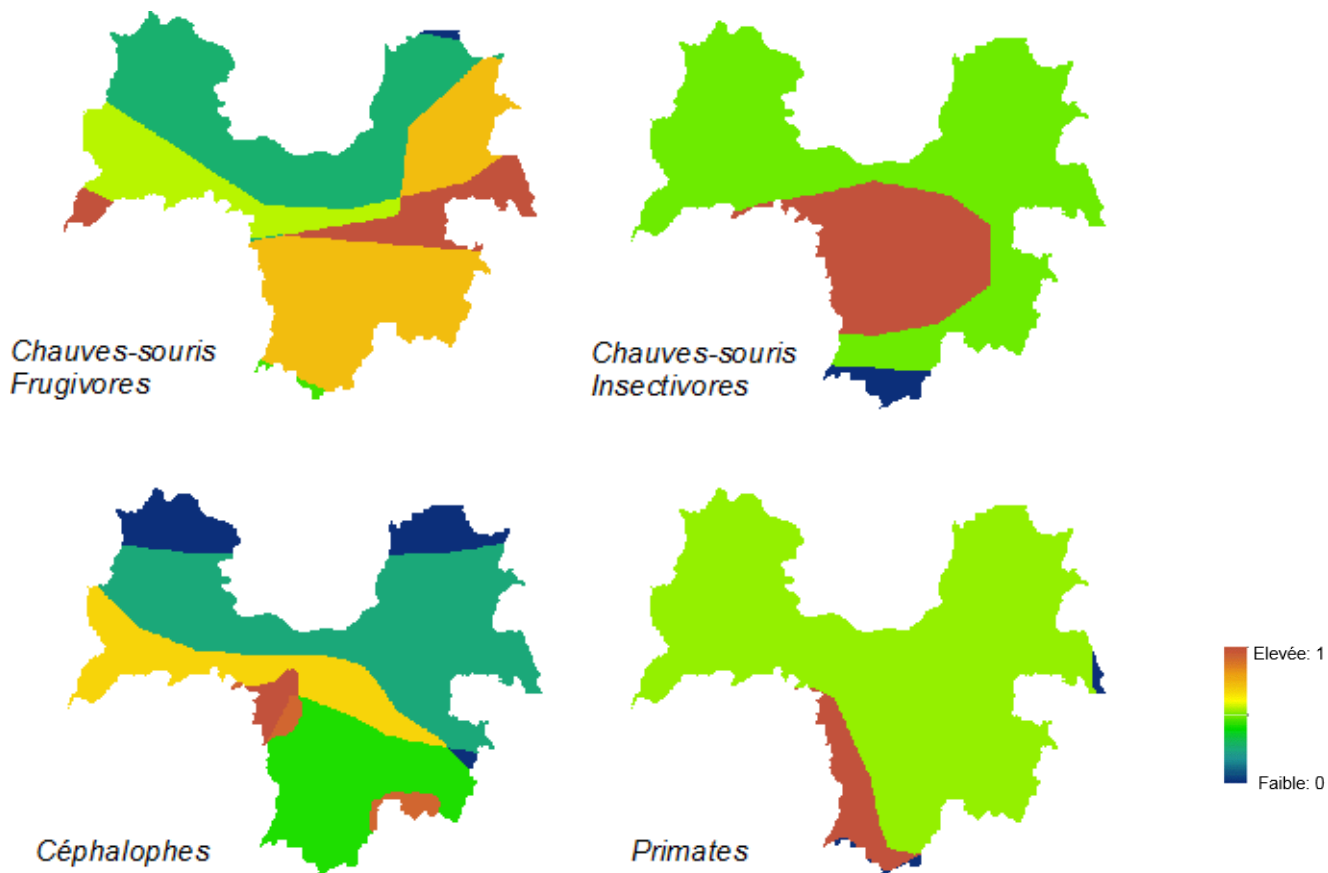 Chauves-souris
Frugivores
Chauves-souris
Insectivores
Céphalophes
Primates
Elevée: 1
Faible: 0